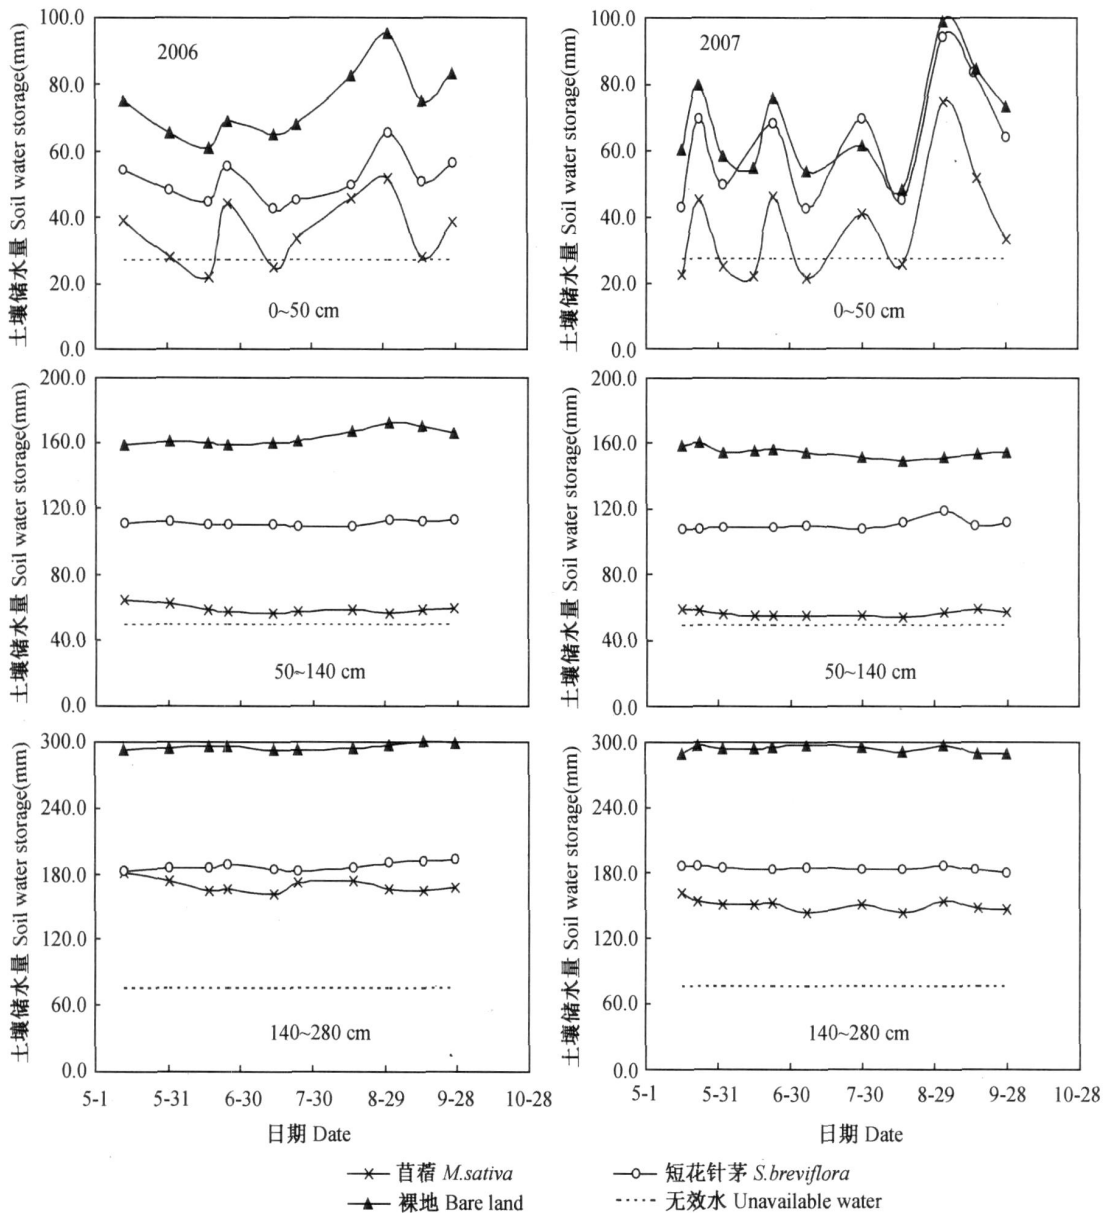 土壤储水量 Soil water storage(mm)
100.0
80.0
60.0
40.0
20.0
0.0
2006
0~50 cm
土壤储水量 Soil water storage(mm)
100.0
80.0
60.0
40.0
20.0
0.0
2007
0~50 cm
土壤储水量 Soil water storage(mm)
200.0
160.0
120.0
80.0
40.0
0.0
50~140 cm
土壤储水量 Soil water storage(mm)
200.0
160.0
120.0
80.0
40.0
0.0
50~140 cm
土壤储水量 Soil water storage(mm)
300.0
240.0
180.0
120.0
60.0
0.0
140~280 cm
5-1 5-31 6-30 7-30 8-29 9-28 10-28
日期 Date
土壤储水量 Soil water storage(mm)
300.0
240.0
180.0
120.0
60.0
0.0
140~280 cm
5-1 5-31 6-30 7-30 8-29 9-28 10-28
日期 Date
苜蓿 M.sativa
短花针茅 S.breviflora
裸地 Bare land
无效水 Unavailable water